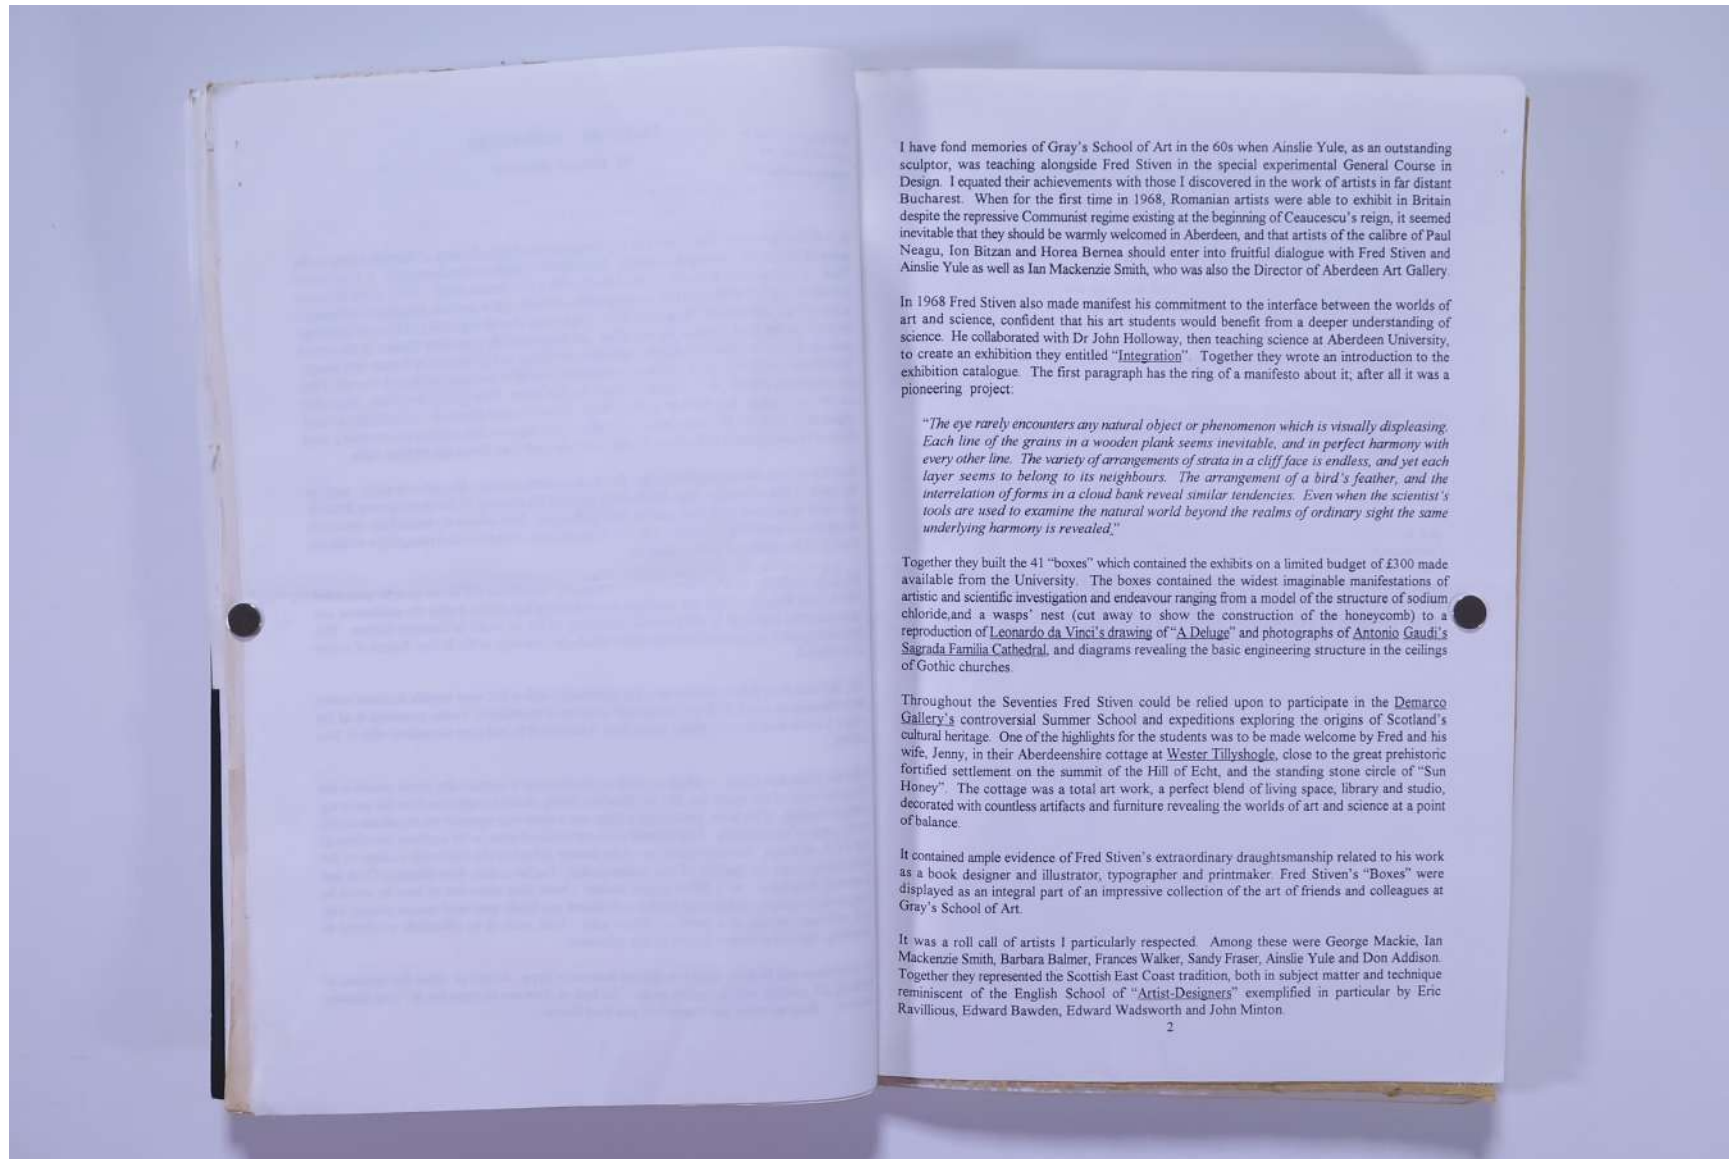 I have fond memories of Gray's School of Art in the 60s when Ainslie Yule, as an outstanding
sculptor, was teaching alongside Fred Stiven in the special experimental General Course in
Design. I equated their achievements with those I discovered in the work of artists in far distant
Bucharest. When for the first time in 1968, Romanian artists were able to exhibit in Britain
despite the repressive Communist regime existing at the beginning of Ceaucescu's reign, it seemed
inevitable that they should be warmly welcomed in Aberdeen, and that artists of the calibre of Paul
Neagu, Ion Bitzan and Horea Bernea should enter into fruitful dialogue with Fred Stiven and
Ainslie Yule as well as Ian Mackenzie Smith, who was also the Director of Aberdeen Art Gallery.
In 1968 Fred Stiven also made manifest his commitment to the interface between the worlds of
art and science, confident that his art students would benefit from a deeper understanding of
science. He collaborated with Dr John Holloway, then teaching science at Aberdeen University,
to create an exhibition they entitled "Integration". Together they wrote an introduction to the
exhibition catalogue. The first paragraph has the ring of a manifesto about it; after all it was a
pioneering project:
"The eye rarely encounters any natural object or phenomenon which is visually displeasing.
Each line of the grains in a wooden plank seems inevitable, and in perfect harmony with
every other line. The variety of arrangements of strata in a cliff face is endless, and yet each
layer seems to belong to its neighbours. The arrangement of a bird's feather, and the
interrelation of forms in a cloud bank reveal similar tendencies. Even when the scientist's
tools are used to examine the natural world beyond the realms of ordinary sight the same
underlying harmony is revealed."
Together they built the 41 "boxes" which contained the exhibits on a limited budget of £300 made
available from the University. The boxes contained the widest imaginable manifestations of
artistic and scientific investigation and endeavour ranging from a model of the structure of sodium
chloride,and a wasps' nest (cut away to show the construction of the honeycomb) to a
reproduction of Leonardo da Vinci's drawing of "A Deluge" and photographs of Antonio Gaudi's
Sagrada Familia Cathedral, and diagrams revealing the basic engineering structure in the ceilings
of Gothic churches.
Throughout the Seventies Fred Stiven could be relied upon to participate in the Demarco
Gallery's controversial Summer School and expeditions exploring the origins of Scotland's
cultural heritage. One of the highlights for the students was to be made welcome by Fred and his
wife, Jenny, in their Aberdeenshire cottage at Wester Tillyshogle, close to the great prehistoric
fortified settlement on the summit of the Hill of Echt, and the standing stone circle of "Sun
Honey". The cottage was a total art work, a perfect blend of living space, library and studio,
decorated with countless artifacts and furniture revealing the worlds of art and science at a point
of balance.
It contained ample evidence of Fred Stiven's extraordinary draughtsmanship related to his work
as a book designer and illustrator, typographer and printmaker. Fred Stiven's "Boxes" were
displayed as an integral part of an impressive collection of the art of friends and colleagues at
Gray's School of Art.
It was a roll call of artists I particularly respected. Among these were George Mackie, Ian
Mackenzie Smith, Barbara Balmer, Frances Walker, Sandy Fraser, Ainslie Yule and Don Addison.
Together they represented the Scottish East Coast tradition, both in subject matter and technique
reminiscent of the English School of "Artist-Designers" exemplified in particular by Eric
Ravillious, Edward Bawden, Edward Wadsworth and John Minton.
2